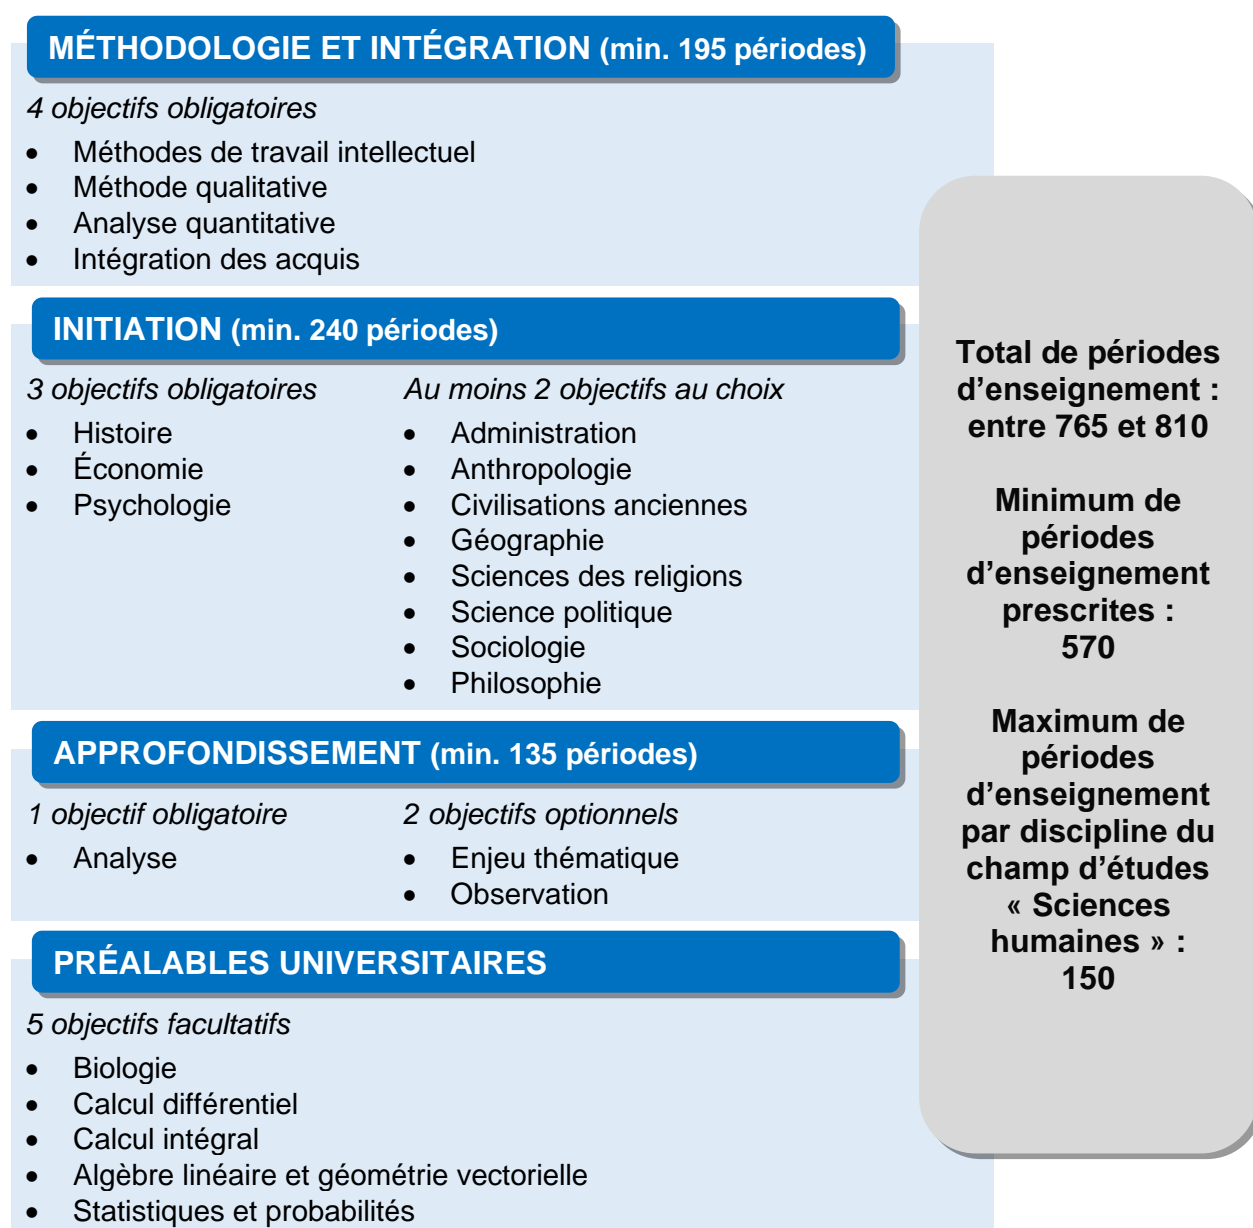 MÉTHODOLOGIE ET INTÉGRATION (min. 195 périodes)
4 objectifs obligatoires
• Méthodes de travail intellectuel
• Méthode qualitative
• Analyse quantitative
• Intégration des acquis
INITIATION (min. 240 périodes)
3 objectifs obligatoires
• Histoire
• Économie
• Psychologie
Au moins 2 objectifs au choix
• Administration
• Anthropologie
• Civilisations anciennes
• Géographie
• Sciences des religions
• Science politique
• Sociologie
• Philosophie
APPROFONDISSEMENT (min. 135 périodes)
1 objectif obligatoire
• Analyse
2 objectifs optionnels
• Enjeu thématique
• Observation
PRÉALABLES UNIVERSITAIRES
5 objectifs facultatifs
• Biologie
• Calcul différentiel
• Calcul intégral
• Algèbre linéaire et géométrie vectorielle
• Statistiques et probabilités
Total de périodes
d’enseignement :
entre 765 et 810
Minimum de
périodes
d’enseignement
prescrites :
570
Maximum de
périodes
d’enseignement
par discipline du
champ d’études
« Sciences
humaines » :
150